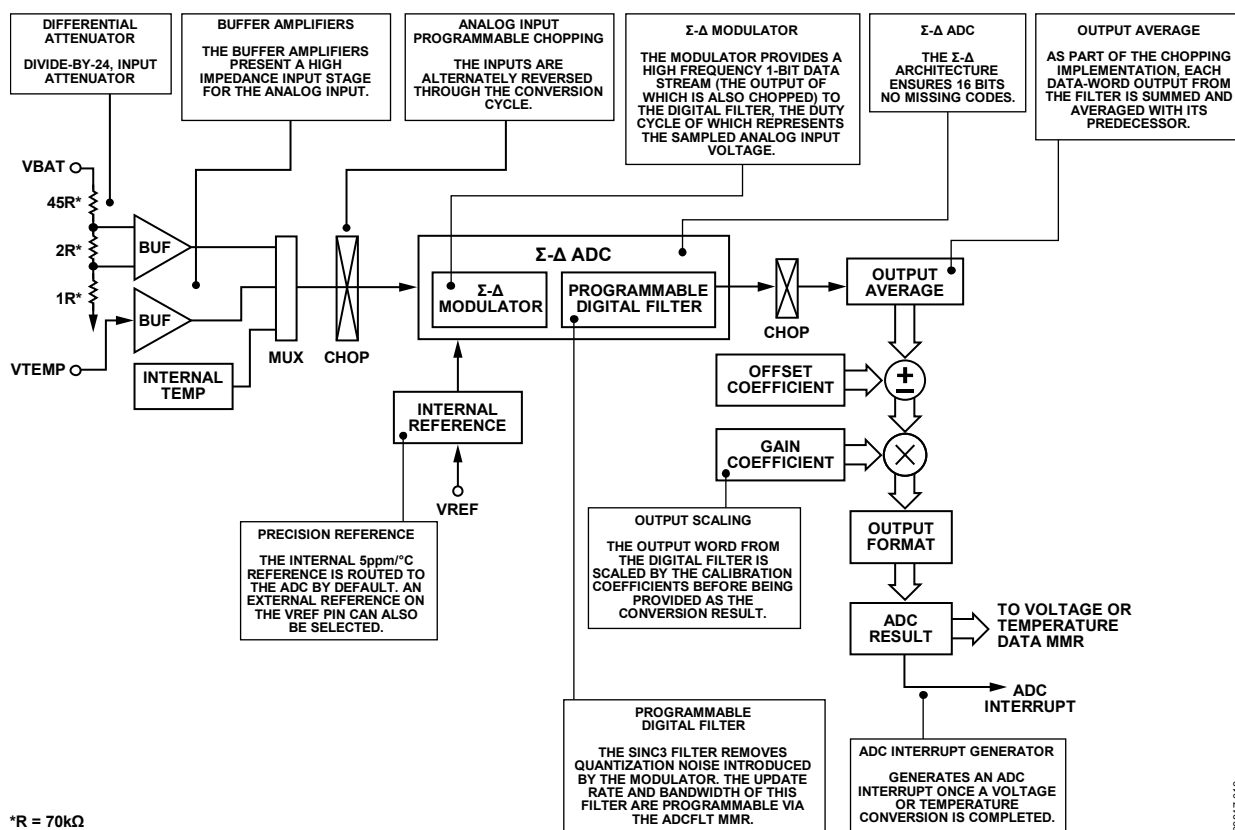 DIFFERENTIAL
ATTENUATOR
DIVIDE-BY-24, INPUT
ATTENUATOR
BUFFER AMPLIFIERS
THE BUFFER AMPLIFIERS
PRESENT A HIGH
IMPEDANCE INPUT STAGE
FOR THE ANALOG INPUT.
ANALOG INPUT
PROGRAMMABLE CHOPPING
THE INPUTS ARE
ALTERNATELY REVERSED
THROUGH THE CONVERSION
CYCLE.
Σ-Δ MODULATOR
THE MODULATOR PROVIDES A
HIGH FREQUENCY 1-BIT DATA
STREAM (THE OUTPUT OF
WHICH IS ALSO CHOPPED) TO
THE DIGITAL FILTER, THE DUTY
CYCLE OF WHICH REPRESENTS
THE SAMPLED ANALOG INPUT
VOLTAGE.
Σ-Δ ADC
THE Σ-Δ
ARCHITECTURE
ENSURES 16 BITS
NO MISSING CODES.
OUTPUT AVERAGE
AS PART OF THE CHOPPING
IMPLEMENTATION, EACH
DATA-WORD OUTPUT FROM
THE FILTER IS SUMMED AND
AVERAGED WITH ITS
PREDECESSOR.
VBAT
45R*
2R*
1R*
BUF
BUF
VTEMP
INTERNAL
TEMP
MUX
CHOP
Σ-Δ ADC
Σ-Δ
MODULATOR
PROGRAMMABLE
DIGITAL FILTER
CHOP
OUTPUT
AVERAGE
INTERNAL
REFERENCE
VREF
OFFSET
COEFFICIENT
±
GAIN
COEFFICIENT
×
OUTPUT
FORMAT
ADC
RESULT
TO VOLTAGE OR
TEMPERATURE
DATA MMR
ADC
INTERRUPT
PRECISION REFERENCE
THE INTERNAL 5ppm/°C
REFERENCE IS ROUTED TO
THE ADC BY DEFAULT. AN
EXTERNAL REFERENCE ON
THE VREF PIN CAN ALSO
BE SELECTED.
OUTPUT SCALING
THE OUTPUT WORD FROM
THE DIGITAL FILTER IS
SCALED BY THE CALIBRATION
COEFFICIENTS BEFORE BEING
PROVIDED AS THE
CONVERSION RESULT.
PROGRAMMABLE
DIGITAL FILTER
THE SINC3 FILTER REMOVES
QUANTIZATION NOISE INTRODUCED
BY THE MODULATOR. THE UPDATE
RATE AND BANDWIDTH OF THIS
FILTER ARE PROGRAMMABLE VIA
THE ADCFLT MMR.
ADC INTERRUPT GENERATOR
GENERATES AN ADC
INTERRUPT ONCE A VOLTAGE
OR TEMPERATURE
CONVERSION IS COMPLETED.
*R = 70kΩ